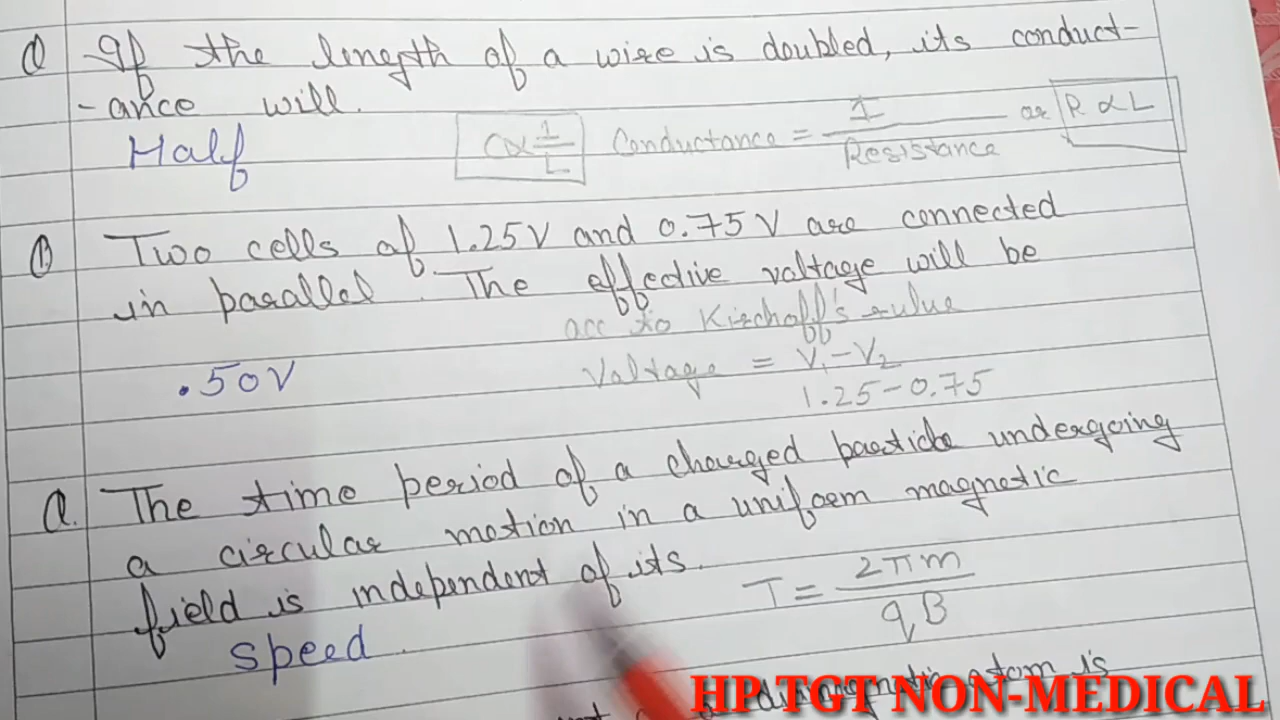 Q If the length of a wire is doubled, its conduct-
-ance will.
Half
C∝1/L Conductance = 1/Resistance or R ∝ L
Q Two cells of 1.25V and 0.75V are connected
in parallel. The effective voltage will be
acc to Kirchoff's rulue
.50V
Voltage = V1-V2
1.25-0.75
Q. The time period of a charged particle undergoing
a circular motion in a uniform magnetic
field is independent of its.
T = 2πm/qB
speed.
atom is
HP TGT NON-MEDICAL